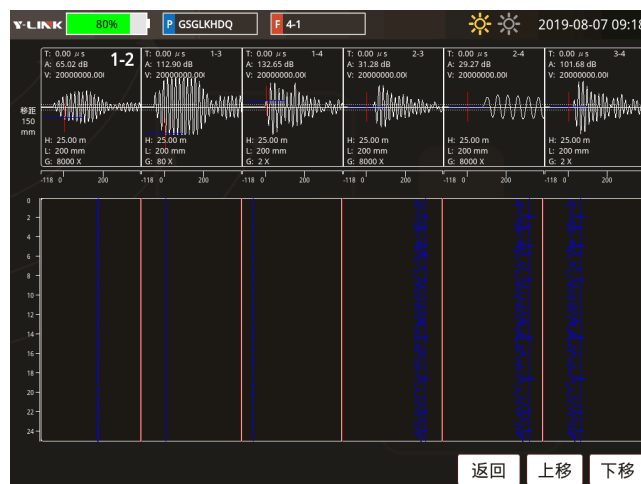 Y-LINK 80% P GSGLKHDQ F 4-1 2019-08-07 09:18
T: 0.00 μs 1-2
A: 65.02 dB
V: 20000000.00(
H: 25.00 m
L: 200 mm
G: 8000 X
T: 0.00 μs 1-3
A: 112.90 dB
V: 20000000.00(
H: 25.00 m
L: 200 mm
G: 80 X
T: 0.00 μs 1-4
A: 132.65 dB
V: 20000000.00(
H: 25.00 m
L: 200 mm
G: 2 X
T: 0.00 μs 2-3
A: 31.28 dB
V: 20000000.00(
H: 25.00 m
L: 200 mm
G: 8000 X
T: 0.00 μs 2-4
A: 29.27 dB
V: 20000000.00(
H: 25.00 m
L: 200 mm
G: 8000 X
T: 0.00 μs 3-4
A: 101.68 dB
V: 20000000.00(
H: 25.00 m
L: 200 mm
G: 2 X
移距
150
mm
-118 0 200 -118 0 200 -118 0 200 -118 0 200 -118 0 200 -118 0 200
0
2
4
6
8
10
12
14
16
18
20
22
24
返回 上移 下移